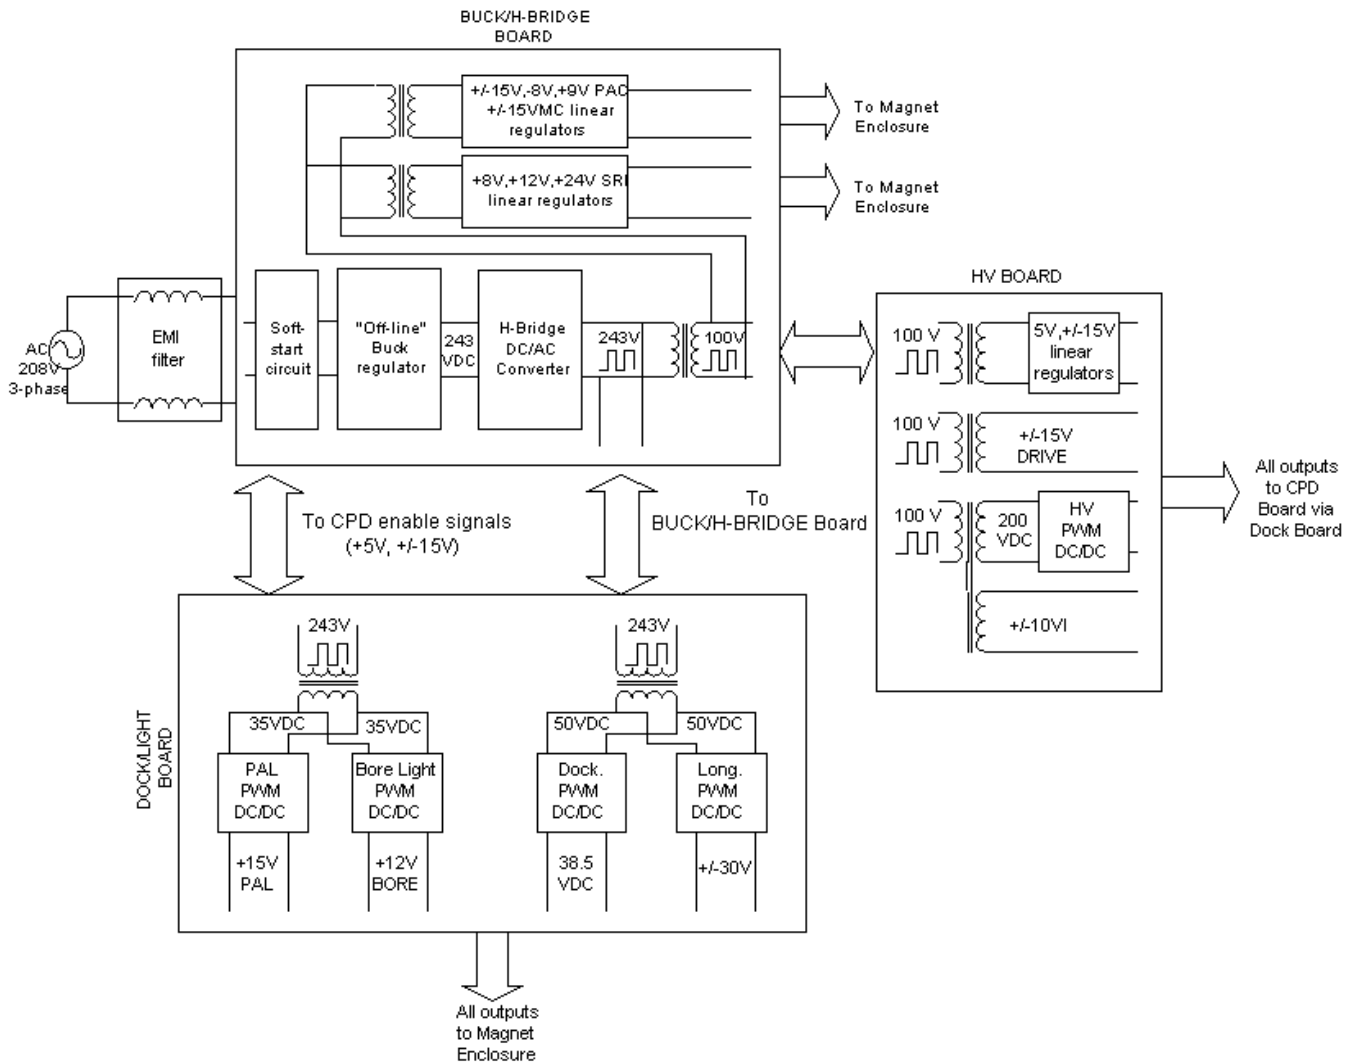 BUCK/H-BRIDGE
BOARD
+/-15V,-8V,+9V PAC
+/-15VMC linear
regulators
To Magnet
Enclosure
+8V,+12V,+24V SRI
linear regulators
To Magnet
Enclosure
AC
208V
3-phase
EMI
filter
Soft-
start
circuit
"Off-line"
Buck
regulator
243
VDC
H-Bridge
DC/AC
Converter
243V
100V
HV BOARD
100 V
5V,+/-15V
linear
regulators
100 V
+/-15V
DRIVE
100 V
200
VDC
HV
PWM
DC/DC
+/-10VI
All outputs
to CPD
Board via
Dock Board
To CPD enable signals
(+5V, +/-15V)
To
BUCK/H-BRIDGE Board
DOCK/LIGHT
BOARD
243V
35VDC
35VDC
PAL
PWM
DC/DC
Bore Light
PWM
DC/DC
+15V
PAL
+12V
BORE
243V
50VDC
50VDC
Dock.
PWM
DC/DC
Long.
PWM
DC/DC
38.5
VDC
+/-30V
All outputs
to Magnet
Enclosure